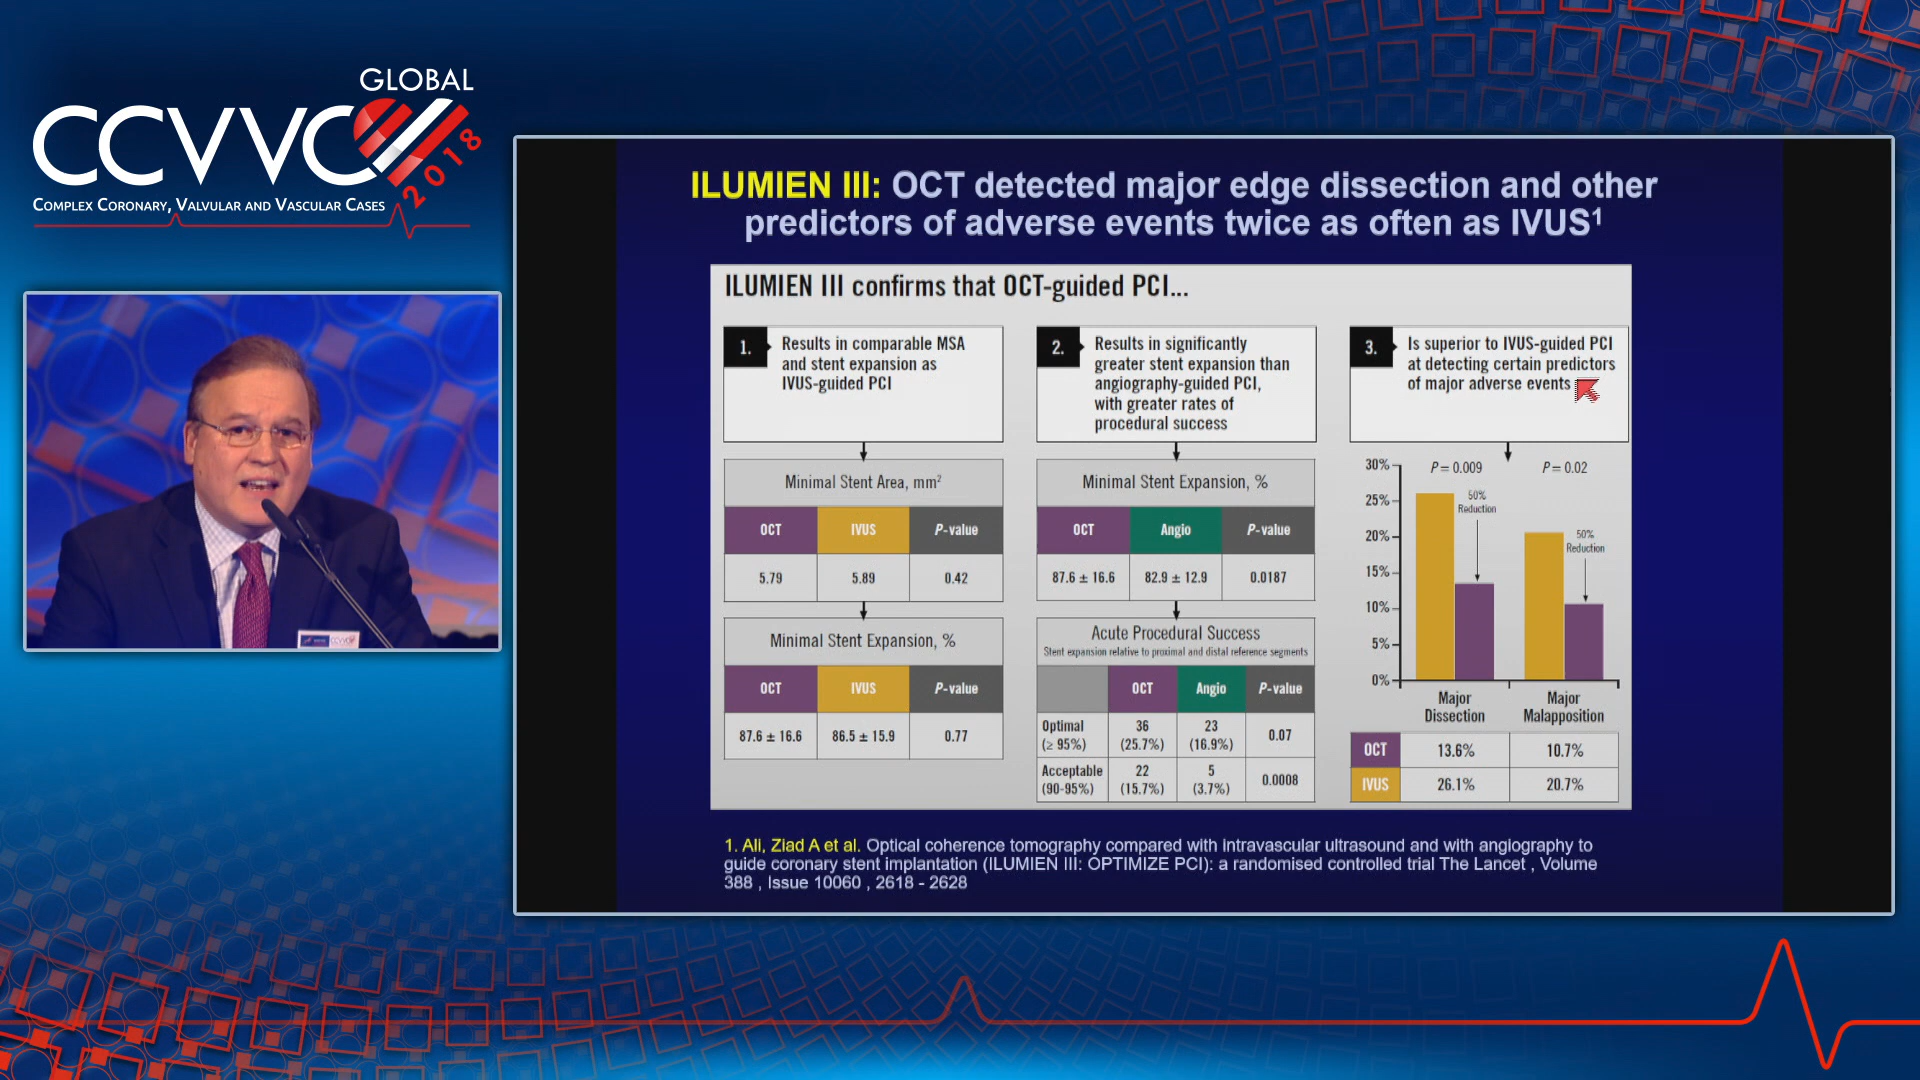 GLOBAL
CCVVC
2018
COMPLEX CORONARY, VALVULAR AND VASCULAR CASES
ILUMIEN III: OCT detected major edge dissection and other
predictors of adverse events twice as often as IVUS¹
ILUMIEN III confirms that OCT-guided PCI...
1.
Results in comparable MSA
and stent expansion as
IVUS-guided PCI
Minimal Stent Area, mm²
OCT IVUS P-value
5.79 5.89 0.42
Minimal Stent Expansion, %
OCT IVUS P-value
87.6 ± 16.6 86.5 ± 15.9 0.77
2.
Results in significantly
greater stent expansion than
angiography-guided PCI,
with greater rates of
procedural success
Minimal Stent Expansion, %
OCT Angio P-value
87.6 ± 16.6 82.9 ± 12.9 0.0187
Acute Procedural Success
Stent expansion relative to proximal and distal reference segments
OCT Angio P-value
Optimal
(≥ 95%)
36
(25.7%)
23
(16.9%)
0.07
Acceptable
(90-95%)
22
(15.7%)
5
(3.7%)
0.0008
3.
Is superior to IVUS-guided PCI
at detecting certain predictors
of major adverse events
30%
25%
20%
15%
10%
5%
0%
P = 0.009
P = 0.02
50%
Reduction
50%
Reduction
Major
Dissection
Major
Malapposition
OCT 13.6% 10.7%
IVUS 26.1% 20.7%
1. Ali, Ziad A et al. Optical coherence tomography compared with intravascular ultrasound and with angiography to
guide coronary stent implantation (ILUMIEN III: OPTIMIZE PCI): a randomised controlled trial The Lancet , Volume
388 , Issue 10060 , 2618 - 2628